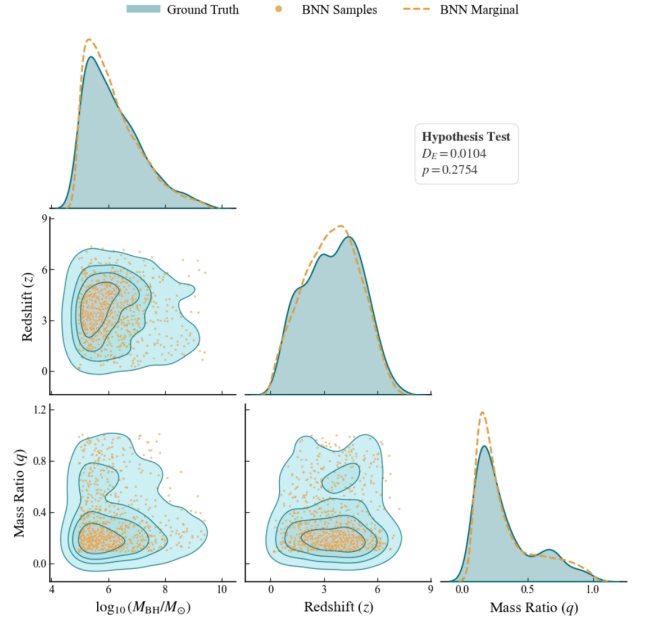 Ground Truth BNN Samples BNN Marginal
Hypothesis Test
D_E = 0.0104
p = 0.2754
9
6
3
0
Redshift (z)
1.2
0.8
0.4
0.0
Mass Ratio (q)
4 6 8 10
log₁₀(M_BH/M_⊙)
0 3 6 9
Redshift (z)
0.0 0.5 1.0
Mass Ratio (q)